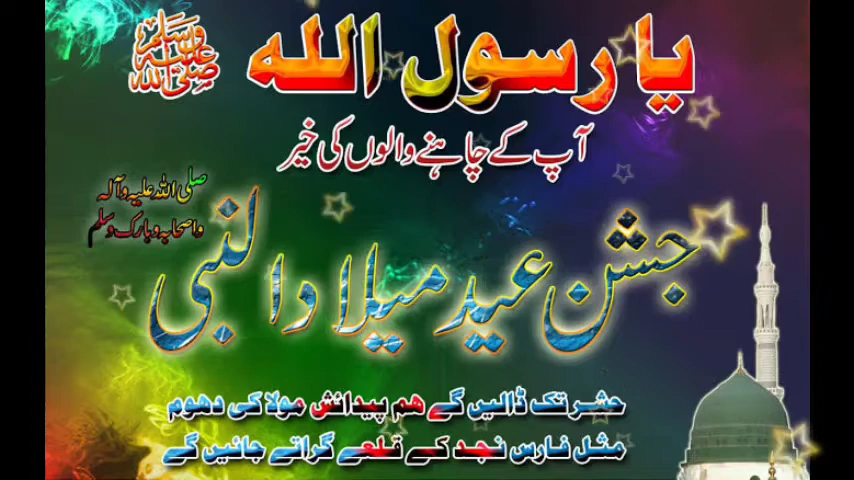 یا رسول اللہ
صلی اللہ علیہ وسلم
آپ کے چاہنے والوں کی خیر
صلی اللہ علیہ وآلہ
واصحابہ وبارک وسلم
جشن عید میلاد النبی
حشر تک ڈالیں گے ھم پیدائش مولا کی دھوم
مثل فارس نجد کے قلعے گراتے جائیں گے